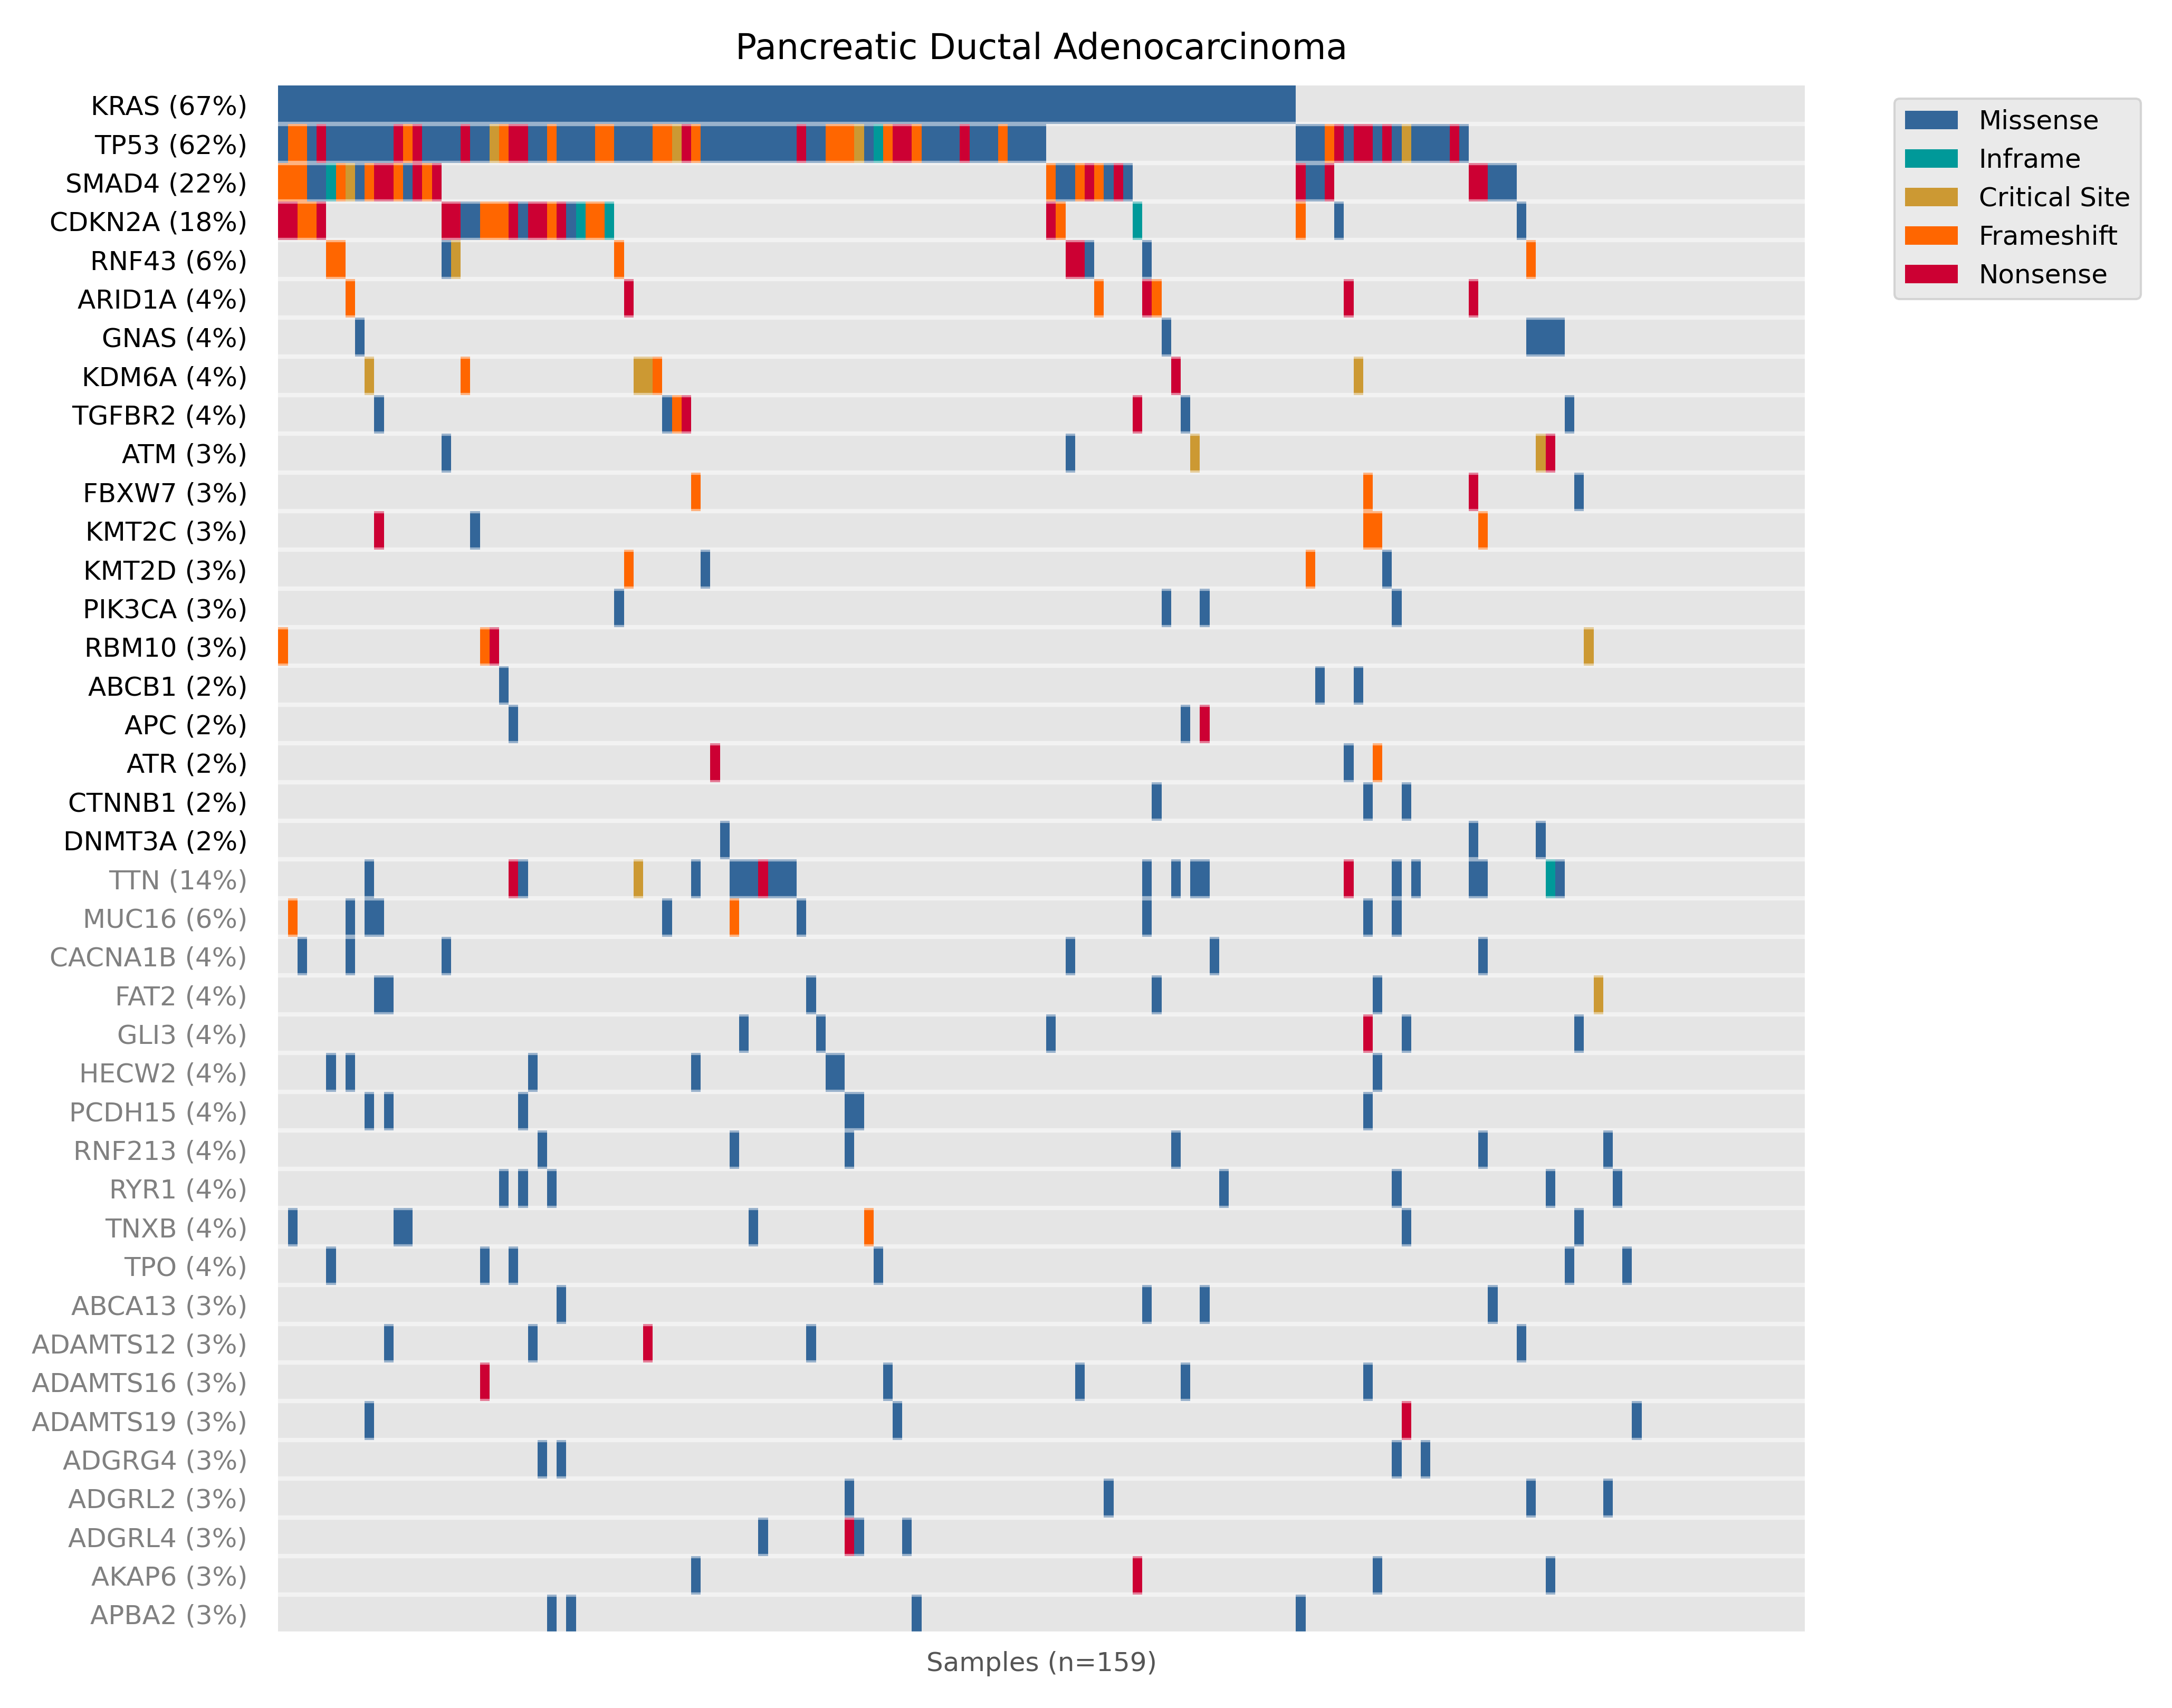 Pancreatic Ductal Adenocarcinoma
KRAS (67%)
TP53 (62%)
SMAD4 (22%)
CDKN2A (18%)
RNF43 (6%)
ARID1A (4%)
GNAS (4%)
KDM6A (4%)
TGFBR2 (4%)
ATM (3%)
FBXW7 (3%)
KMT2C (3%)
KMT2D (3%)
PIK3CA (3%)
RBM10 (3%)
ABCB1 (2%)
APC (2%)
ATR (2%)
CTNNB1 (2%)
DNMT3A (2%)
TTN (14%)
MUC16 (6%)
CACNA1B (4%)
FAT2 (4%)
GLI3 (4%)
HECW2 (4%)
PCDH15 (4%)
RNF213 (4%)
RYR1 (4%)
TNXB (4%)
TPO (4%)
ABCA13 (3%)
ADAMTS12 (3%)
ADAMTS16 (3%)
ADAMTS19 (3%)
ADGRG4 (3%)
ADGRL2 (3%)
ADGRL4 (3%)
AKAP6 (3%)
APBA2 (3%)
Samples (n=159)
Missense
Inframe
Critical Site
Frameshift
Nonsense